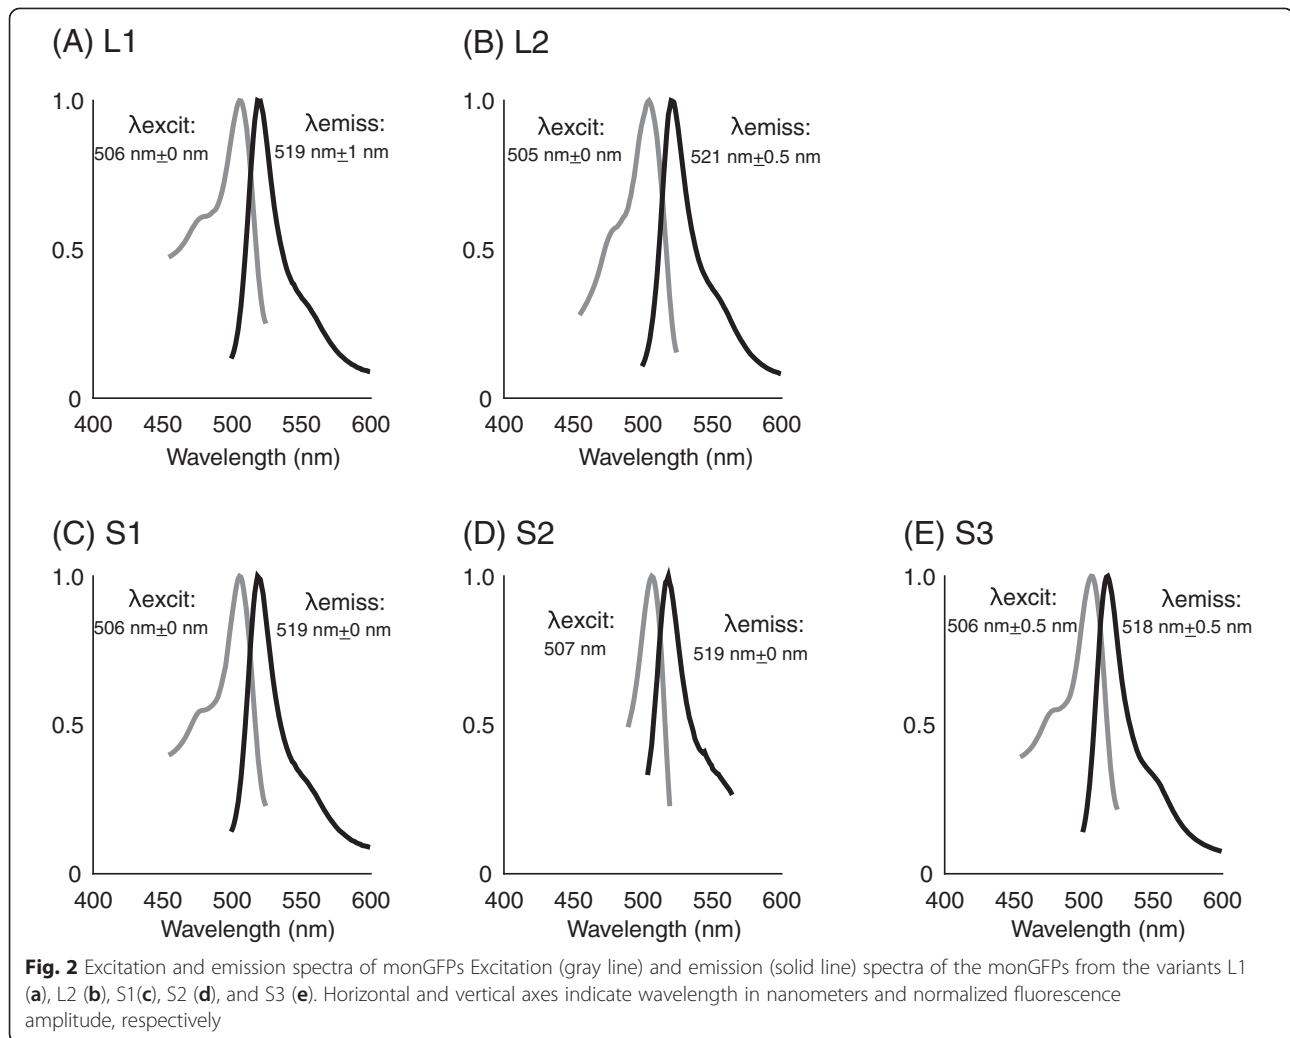 (A) L1
1.0
λexcit:
506 nm±0 nm
λemiss:
519 nm±1 nm
0.5
0
400 450 500 550 600
Wavelength (nm)
(B) L2
1.0
λexcit:
505 nm±0 nm
λemiss:
521 nm±0.5 nm
0.5
0
400 450 500 550 600
Wavelength (nm)
(C) S1
1.0
λexcit:
506 nm±0 nm
λemiss:
519 nm±0 nm
0.5
0
400 450 500 550 600
Wavelength (nm)
(D) S2
1.0
λexcit:
507 nm
λemiss:
519 nm±0 nm
0.5
0
400 450 500 550 600
Wavelength (nm)
(E) S3
1.0
λexcit:
506 nm±0.5 nm
λemiss:
518 nm±0.5 nm
0.5
0
400 450 500 550 600
Wavelength (nm)
Fig. 2 Excitation and emission spectra of monGFPs Excitation (gray line) and emission (solid line) spectra of the monGFPs from the variants L1
(a), L2 (b), S1(c), S2 (d), and S3 (e). Horizontal and vertical axes indicate wavelength in nanometers and normalized fluorescence
amplitude, respectively